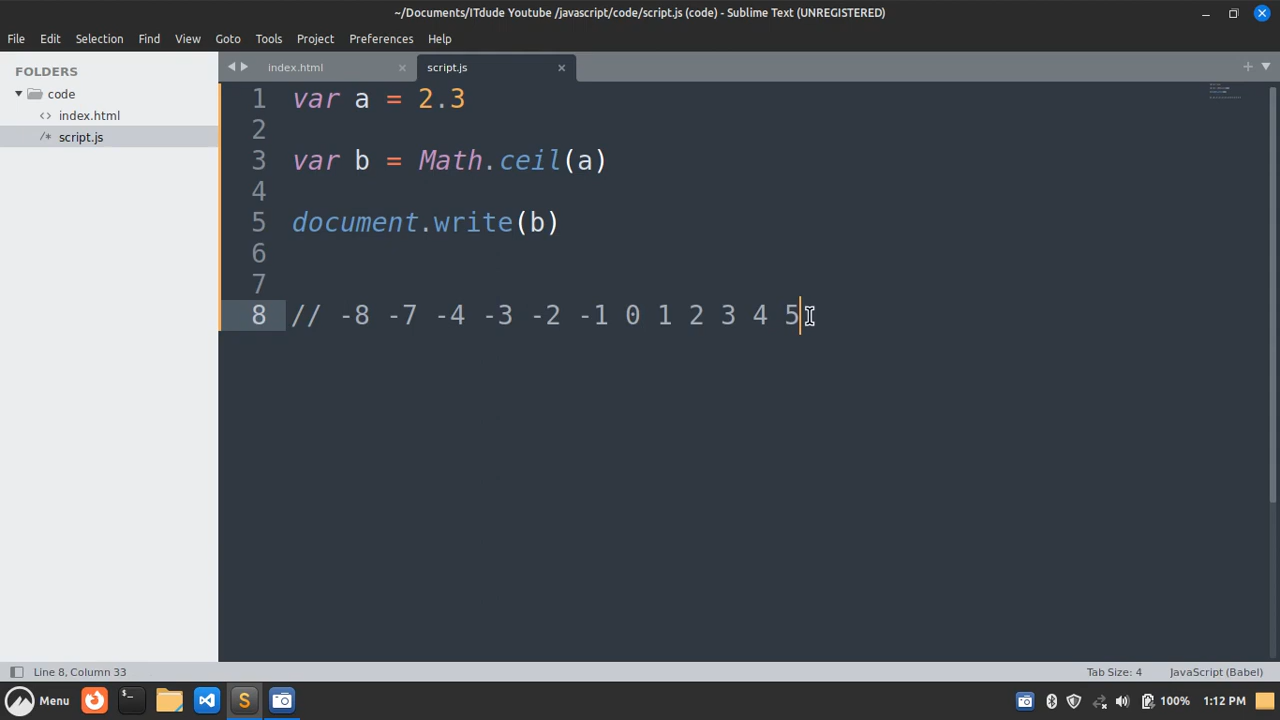 ~/Documents/ITdude Youtube /javascript/code/script.js (code) - Sublime Text (UNREGISTERED)
File Edit Selection Find View Goto Tools Project Preferences Help
FOLDERS
code
<> index.html
/* script.js
index.html
script.js
1 var a = 2.3
2
3 var b = Math.ceil(a)
4
5 document.write(b)
6
7
8 // -8 -7 -4 -3 -2 -1 0 1 2 3 4 5
Line 8, Column 33
Tab Size: 4
JavaScript (Babel)
Menu
S
100%
1:12 PM